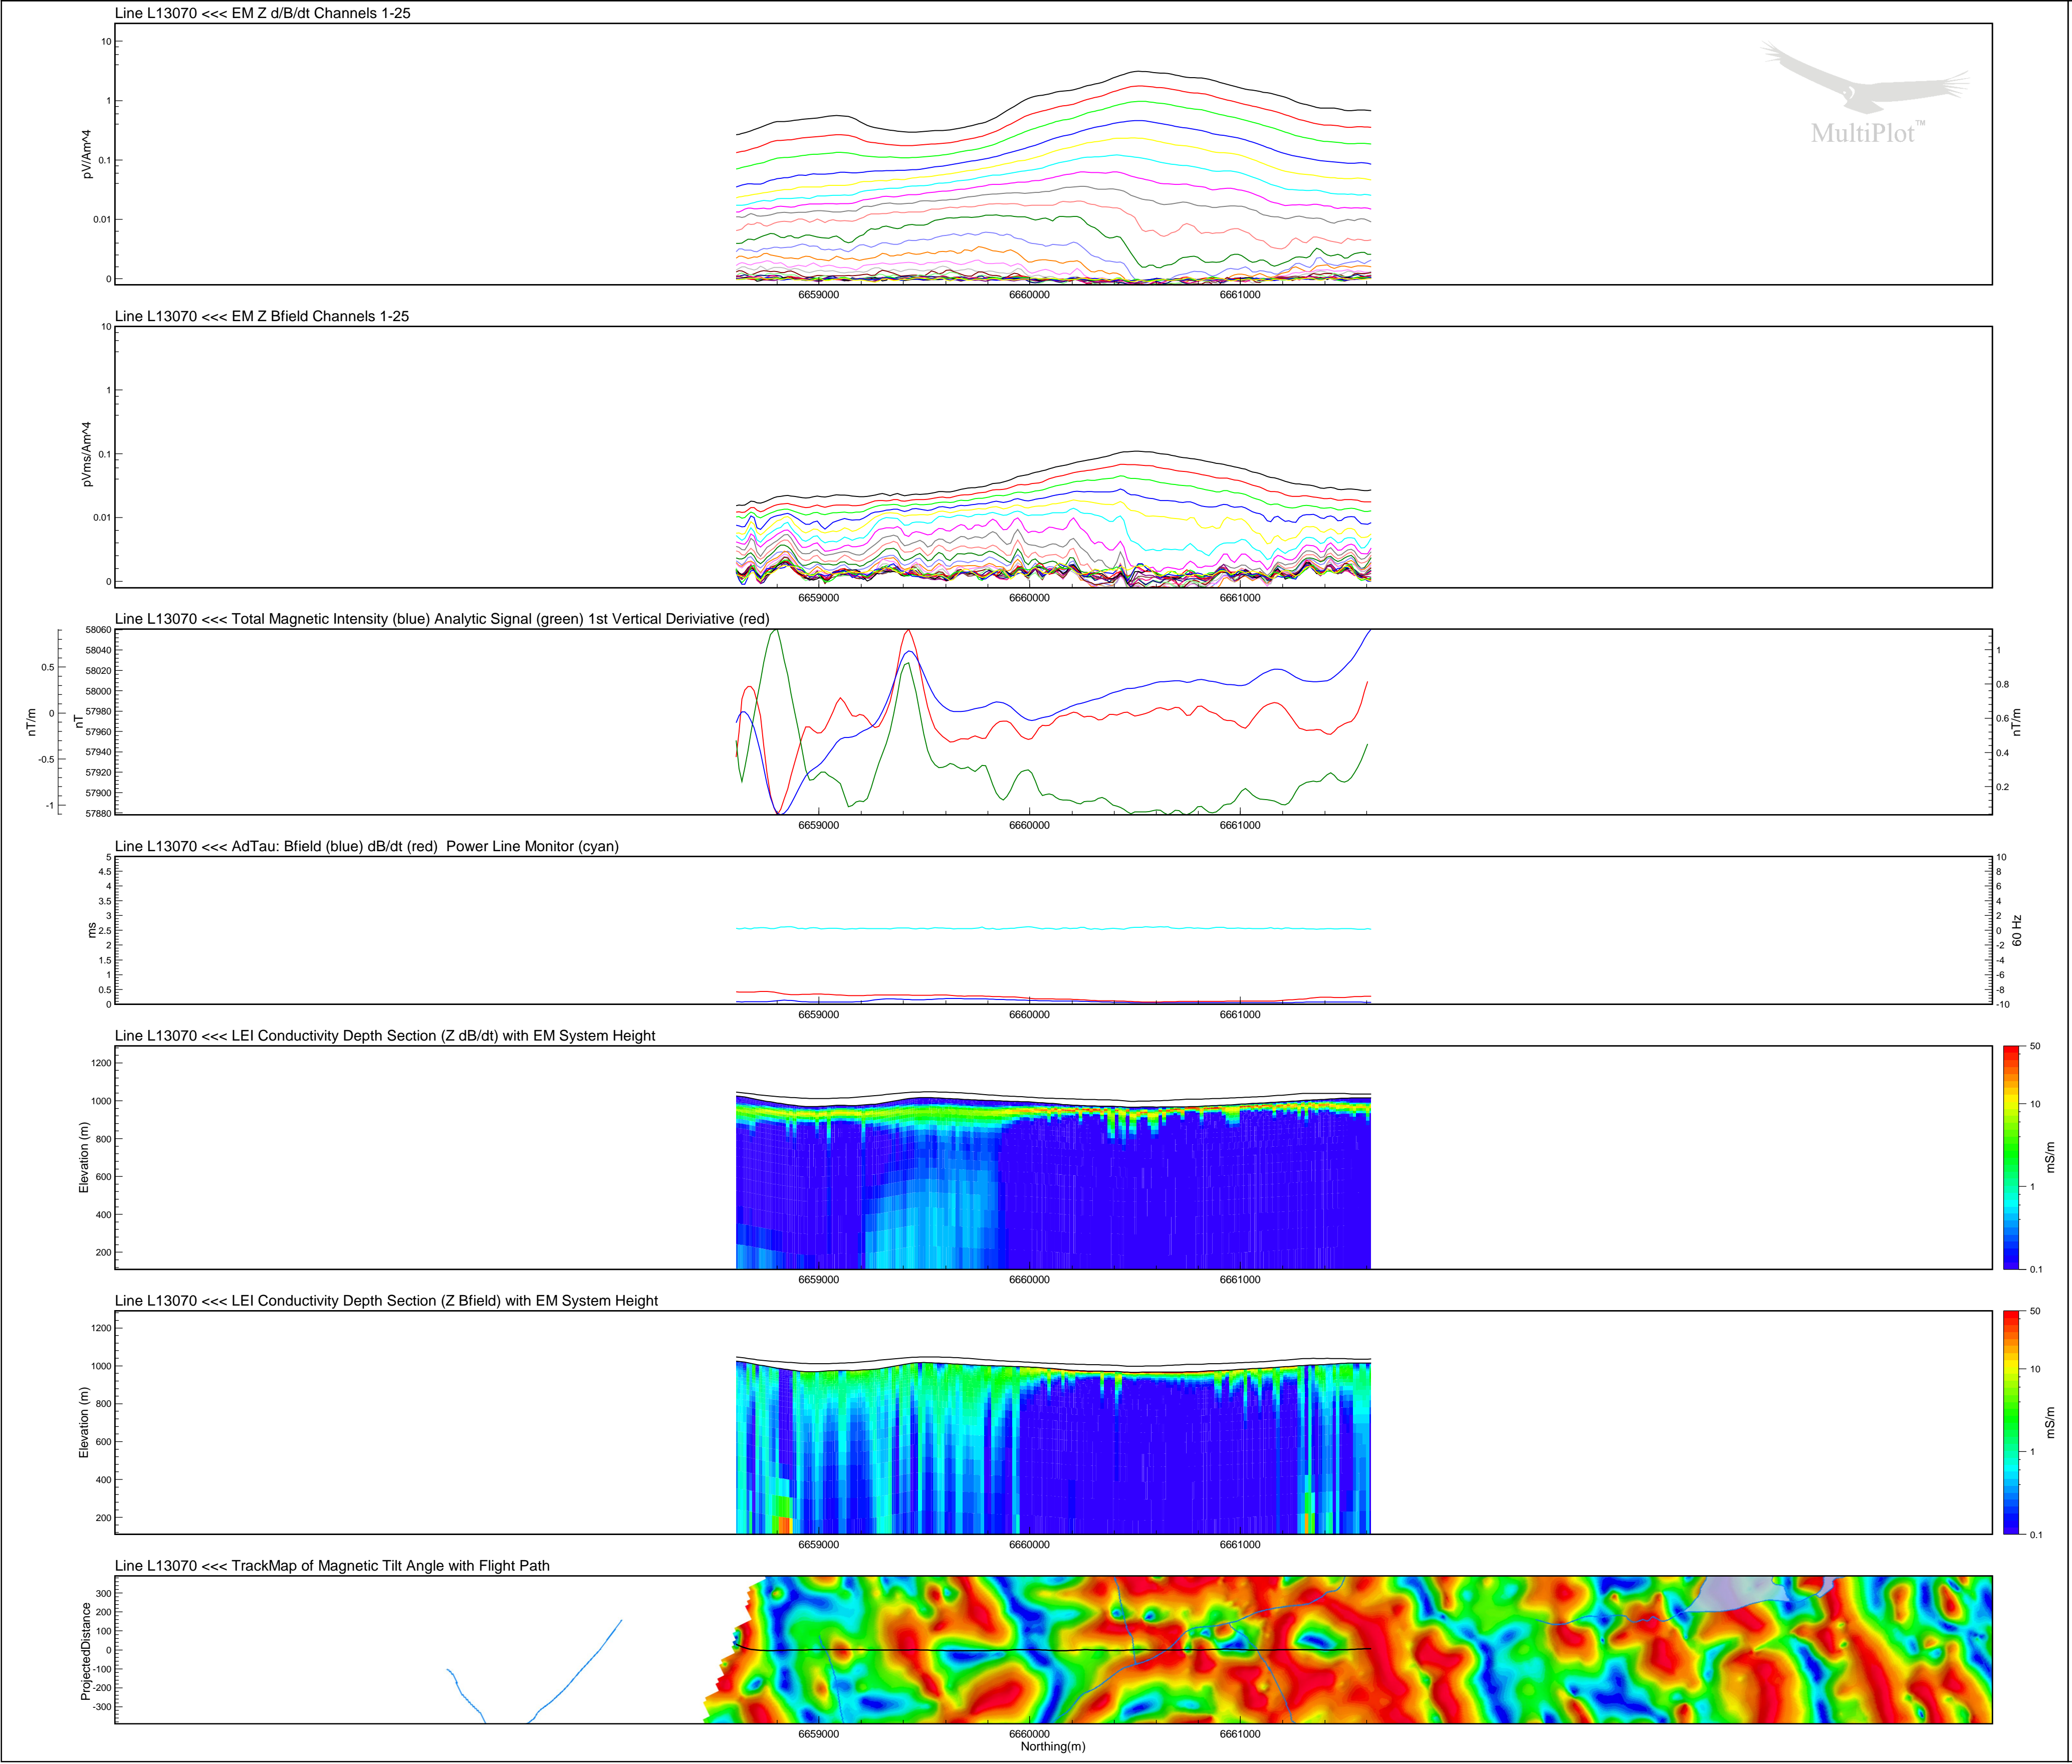 Line L13070 <<< EM Z d/B/dt Channels 1-25
10
1
0.1
0.01
0
pV/Am^4
MultiPlot™
6659000 6660000 6661000
Line L13070 <<< EM Z Bfield Channels 1-25
10
1
0.1
0.01
0
pVms/Am^4
6659000 6660000 6661000
Line L13070 <<< Total Magnetic Intensity (blue) Analytic Signal (green) 1st Vertical Deriviative (red)
0.5
0
-0.5
-1
nT/m
58060
58040
58020
58000
57980
57960
57940
57920
57900
57880
nT
1
0.8
0.6
0.4
0.2
nT/m
6659000 6660000 6661000
Line L13070 <<< AdTau: Bfield (blue) dB/dt (red) Power Line Monitor (cyan)
5
4.5
4
3.5
3
2.5
2
1.5
1
0.5
0
ms
10
8
6
4
2
0
-2
-4
-6
-8
-10
60 Hz
6659000 6660000 6661000
Line L13070 <<< LEI Conductivity Depth Section (Z dB/dt) with EM System Height
1200
1000
800
600
400
200
Elevation (m)
50
10
1
0.1
mS/m
6659000 6660000 6661000
Line L13070 <<< LEI Conductivity Depth Section (Z Bfield) with EM System Height
1200
1000
800
600
400
200
Elevation (m)
50
10
1
0.1
mS/m
6659000 6660000 6661000
Line L13070 <<< TrackMap of Magnetic Tilt Angle with Flight Path
300
200
100
0
-100
-200
-300
ProjectedDistance
6659000 6660000 6661000
Northing(m)